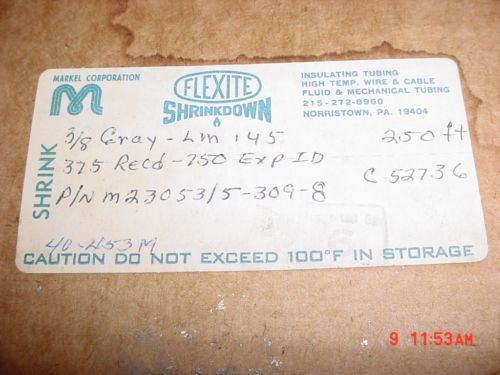 MARKEL CORPORATION
FLEXITE
SHRINKDOWN
INSULATING TUBING
HIGH TEMP. WIRE & CABLE
FLUID & MECHANICAL TUBING
215-272-8960
NORRISTOWN, PA. 19404
SHRINK
3/8 Gray - LM 145 250 ft
375 Recd - 750 Exp ID C-52736
P/N M23053/5-309-8
40-453M
CAUTION DO NOT EXCEED 100°F IN STORAGE
9 11:53AM